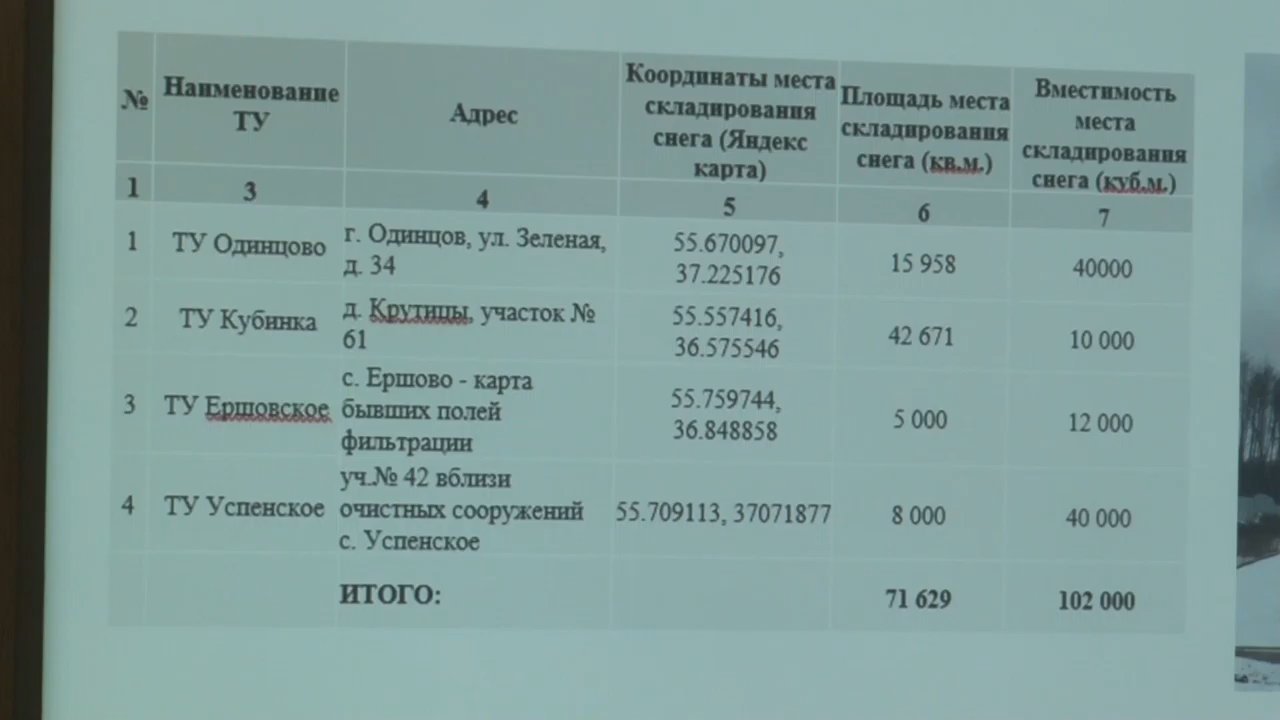 №
Наименование
ТУ
Адрес
Координаты места
складирования
снега (Яндекс
карта)
Площадь места
складирования
снега (кв.м.)
Вместимость
места
складирования
снега (куб.м.)
1
3
4
5
6
7
1
ТУ Одинцово
г. Одинцов, ул. Зеленая,
д. 34
55.670097,
37.225176
15 958
40000
2
ТУ Кубинка
д. Крутицы, участок №
61
55.557416,
36.575546
42 671
10 000
3
ТУ Ершовское
с. Ершово - карта
бывших полей
фильтрации
55.759744,
36.848858
5 000
12 000
4
ТУ Успенское
уч.№ 42 вблизи
очистных сооружений
с. Успенское
55.709113, 37071877
8 000
40 000
ИТОГО:
71 629
102 000